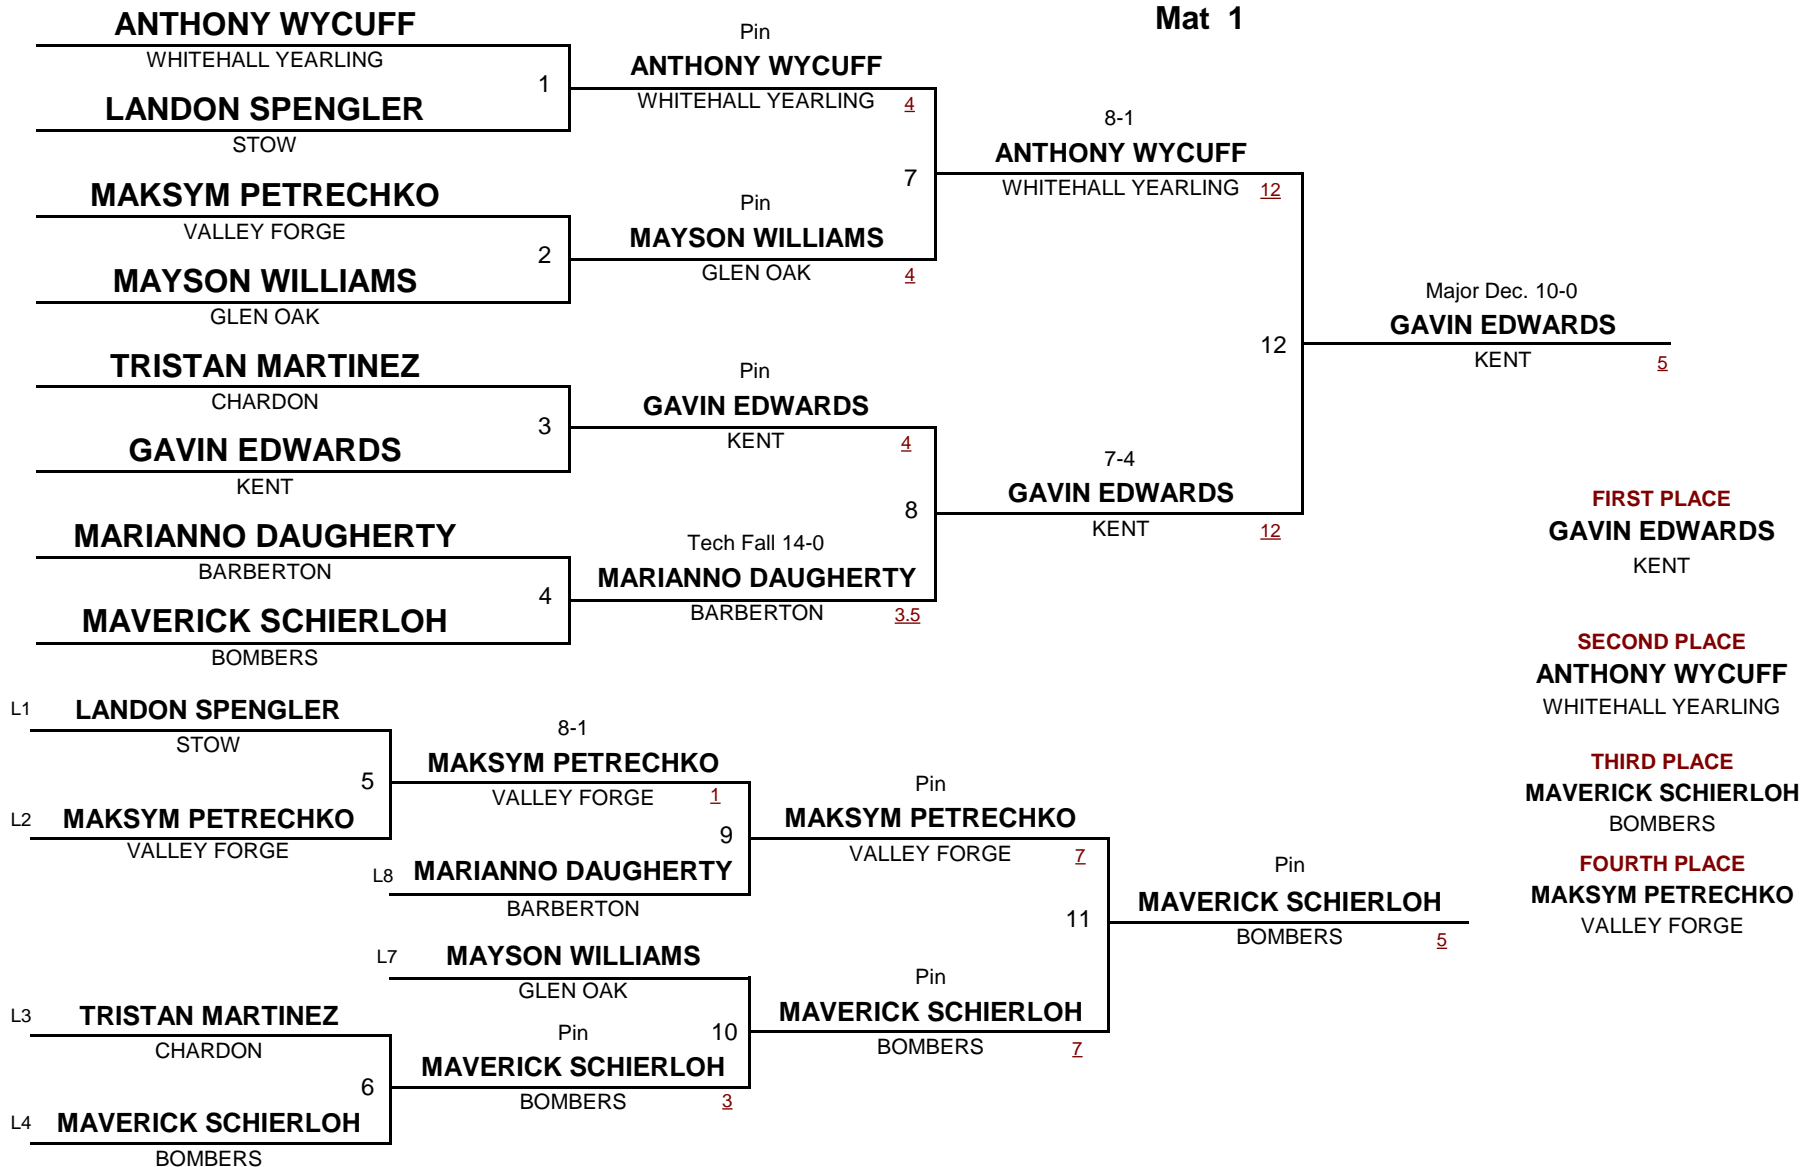 Mat 1
ANTHONY WYCUFF
WHITEHALL YEARLING
1
LANDON SPENGLER
STOW
MAKSYM PETRECHKO
VALLEY FORGE
2
MAYSON WILLIAMS
GLEN OAK
TRISTAN MARTINEZ
CHARDON
3
GAVIN EDWARDS
KENT
MARIANNO DAUGHERTY
BARBERTON
4
MAVERICK SCHIERLOH
BOMBERS
Pin
ANTHONY WYCUFF
WHITEHALL YEARLING 4
7
Pin
MAYSON WILLIAMS
GLEN OAK 4
Pin
GAVIN EDWARDS
KENT 4
8
Tech Fall 14-0
MARIANNO DAUGHERTY
BARBERTON 3.5
8-1
ANTHONY WYCUFF
WHITEHALL YEARLING 12
12
7-4
GAVIN EDWARDS
KENT 12
Major Dec. 10-0
GAVIN EDWARDS
KENT 5
FIRST PLACE
GAVIN EDWARDS
KENT
SECOND PLACE
ANTHONY WYCUFF
WHITEHALL YEARLING
THIRD PLACE
MAVERICK SCHIERLOH
BOMBERS
FOURTH PLACE
MAKSYM PETRECHKO
VALLEY FORGE
L1 LANDON SPENGLER
STOW
5
L2 MAKSYM PETRECHKO
VALLEY FORGE
8-1
MAKSYM PETRECHKO
VALLEY FORGE 1
9
L8 MARIANNO DAUGHERTY
BARBERTON
L7 MAYSON WILLIAMS
GLEN OAK
10
L3 TRISTAN MARTINEZ
CHARDON
6
L4 MAVERICK SCHIERLOH
BOMBERS
Pin
MAVERICK SCHIERLOH
BOMBERS 3
Pin
MAKSYM PETRECHKO
VALLEY FORGE 7
11
Pin
MAVERICK SCHIERLOH
BOMBERS 7
Pin
MAVERICK SCHIERLOH
BOMBERS 5